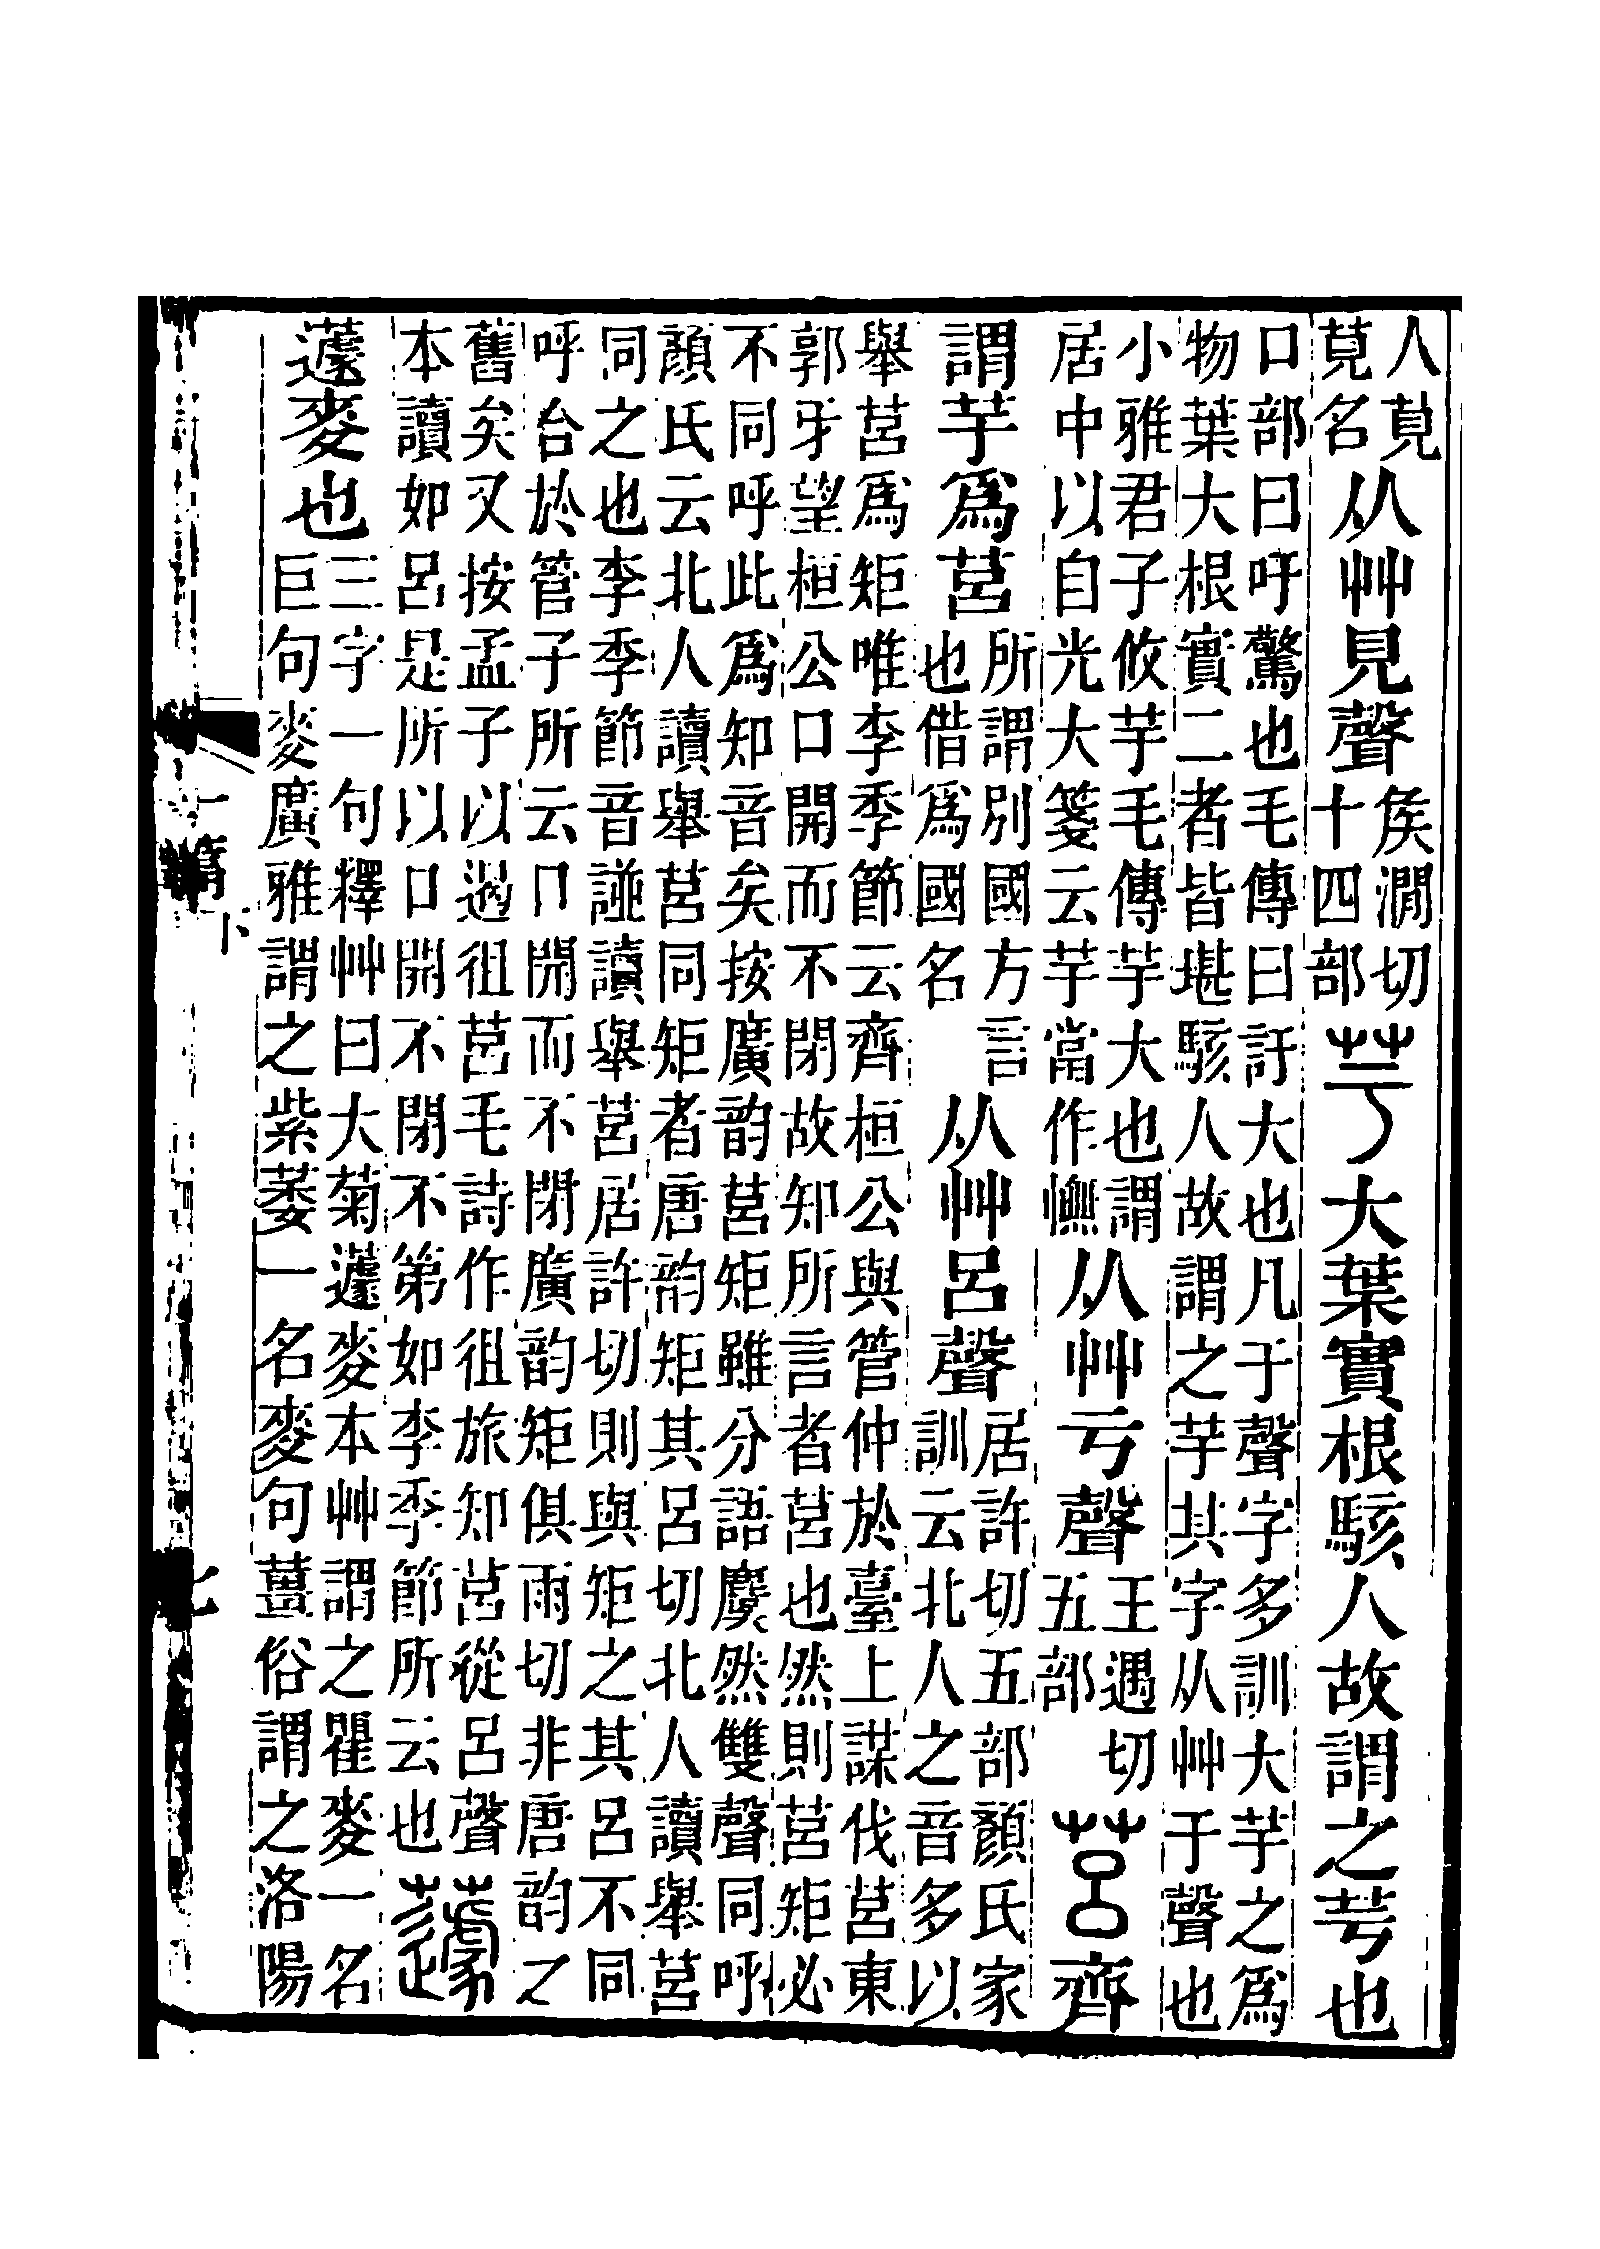 人莧
莧名
从艸見聲
矦澗切
十四部
芌
大葉實根駭人故謂之芌也
口部曰吁驚也毛傳曰訏大也凡于聲字多訓大芋之爲
物葉大根實二者皆堪駭人故謂之芋其字从艸于聲也
小雅君子攸芋毛傳芋大也謂
居中以自光大箋云芋當作幠
从艸亏聲
王遇切
五部
莒
齊
謂芋爲莒
所謂別國方言
也借爲國名
从艸呂聲
居許切五部顏氏家
訓云北人之音多以
舉莒爲矩唯李季節云齊桓公與管仲於臺上謀伐莒東
郭牙望桓公口開而不閉故知所言者莒也然則莒矩必
不同呼此爲知音矣按廣韵莒矩雖分語麌然雙聲同呼
顏氏云北人讀舉莒同矩者唐韵矩其呂切北人讀舉莒
同之也李季節音謎讀舉莒居許切則與矩之其呂不同
呼合於管子所云口開而不閉廣韵矩俱雨切非唐韵之
舊矣又按孟子以遏徂莒毛詩作徂旅知莒從呂聲
本讀如呂是所以口開不閉不第如李季節所云也
蘧
蘧麥也
三字一句釋艸曰大菊蘧麥本艸謂之瞿麥一名
巨句麥廣雅謂之紫萎一名麥句薑俗謂之洛陽
一篇下
七